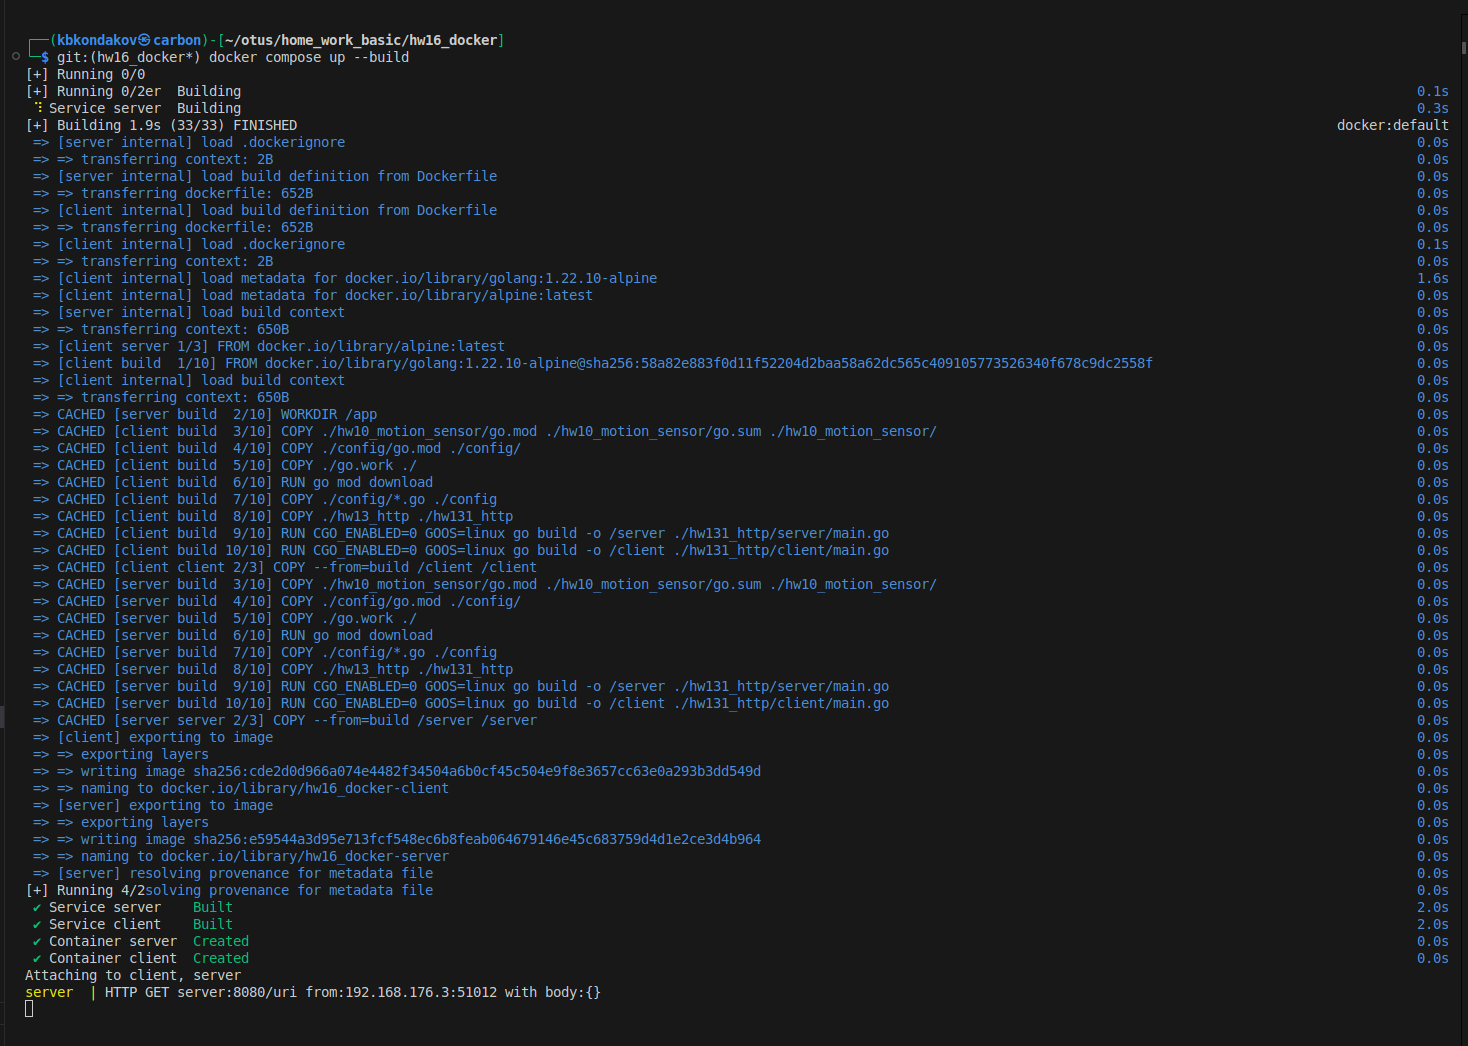 (kbkondakov㉿carbon)-[~/otus/home_work_basic/hw16_docker]
$ git:(hw16_docker*) docker compose up --build
[+] Running 0/0
[+] Running 0/2er  Building 0.1s
Service server  Building 0.3s
[+] Building 1.9s (33/33) FINISHED docker:default
=> [server internal] load .dockerignore 0.0s
=> => transferring context: 2B 0.0s
=> [server internal] load build definition from Dockerfile 0.0s
=> => transferring dockerfile: 652B 0.0s
=> [client internal] load build definition from Dockerfile 0.0s
=> => transferring dockerfile: 652B 0.0s
=> [client internal] load .dockerignore 0.1s
=> => transferring context: 2B 0.0s
=> [client internal] load metadata for docker.io/library/golang:1.22.10-alpine 1.6s
=> [client internal] load metadata for docker.io/library/alpine:latest 0.0s
=> [server internal] load build context 0.0s
=> => transferring context: 650B 0.0s
=> [client server 1/3] FROM docker.io/library/alpine:latest 0.0s
=> [client build  1/10] FROM docker.io/library/golang:1.22.10-alpine@sha256:58a82e883f0d11f52204d2baa58a62dc565c409105773526340f678c9dc2558f 0.0s
=> [client internal] load build context 0.0s
=> => transferring context: 650B 0.0s
=> CACHED [server build  2/10] WORKDIR /app 0.0s
=> CACHED [client build  3/10] COPY ./hw10_motion_sensor/go.mod ./hw10_motion_sensor/go.sum ./hw10_motion_sensor/ 0.0s
=> CACHED [client build  4/10] COPY ./config/go.mod ./config/ 0.0s
=> CACHED [client build  5/10] COPY ./go.work ./ 0.0s
=> CACHED [client build  6/10] RUN go mod download 0.0s
=> CACHED [client build  7/10] COPY ./config/*.go ./config 0.0s
=> CACHED [client build  8/10] COPY ./hw13_http ./hw131_http 0.0s
=> CACHED [client build  9/10] RUN CGO_ENABLED=0 GOOS=linux go build -o /server ./hw131_http/server/main.go 0.0s
=> CACHED [client build 10/10] RUN CGO_ENABLED=0 GOOS=linux go build -o /client ./hw131_http/client/main.go 0.0s
=> CACHED [client client 2/3] COPY --from=build /client /client 0.0s
=> CACHED [server build  3/10] COPY ./hw10_motion_sensor/go.mod ./hw10_motion_sensor/go.sum ./hw10_motion_sensor/ 0.0s
=> CACHED [server build  4/10] COPY ./config/go.mod ./config/ 0.0s
=> CACHED [server build  5/10] COPY ./go.work ./ 0.0s
=> CACHED [server build  6/10] RUN go mod download 0.0s
=> CACHED [server build  7/10] COPY ./config/*.go ./config 0.0s
=> CACHED [server build  8/10] COPY ./hw13_http ./hw131_http 0.0s
=> CACHED [server build  9/10] RUN CGO_ENABLED=0 GOOS=linux go build -o /server ./hw131_http/server/main.go 0.0s
=> CACHED [server build 10/10] RUN CGO_ENABLED=0 GOOS=linux go build -o /client ./hw131_http/client/main.go 0.0s
=> CACHED [server server 2/3] COPY --from=build /server /server 0.0s
=> [client] exporting to image 0.0s
=> => exporting layers 0.0s
=> => writing image sha256:cde2d0d966a074e4482f34504a6b0cf45c504e9f8e3657cc63e0a293b3dd549d 0.0s
=> => naming to docker.io/library/hw16_docker-client 0.0s
=> [server] exporting to image 0.0s
=> => exporting layers 0.0s
=> => writing image sha256:e59544a3d95e713fcf548ec6b8feab064679146e45c683759d4d1e2ce3d4b964 0.0s
=> => naming to docker.io/library/hw16_docker-server 0.0s
=> [server] resolving provenance for metadata file 0.0s
[+] Running 4/2solving provenance for metadata file 0.0s
✔ Service server    Built 2.0s
✔ Service client    Built 2.0s
✔ Container server  Created 0.0s
✔ Container client  Created 0.0s
Attaching to client, server
server  | HTTP GET server:8080/uri from:192.168.176.3:51012 with body:{}